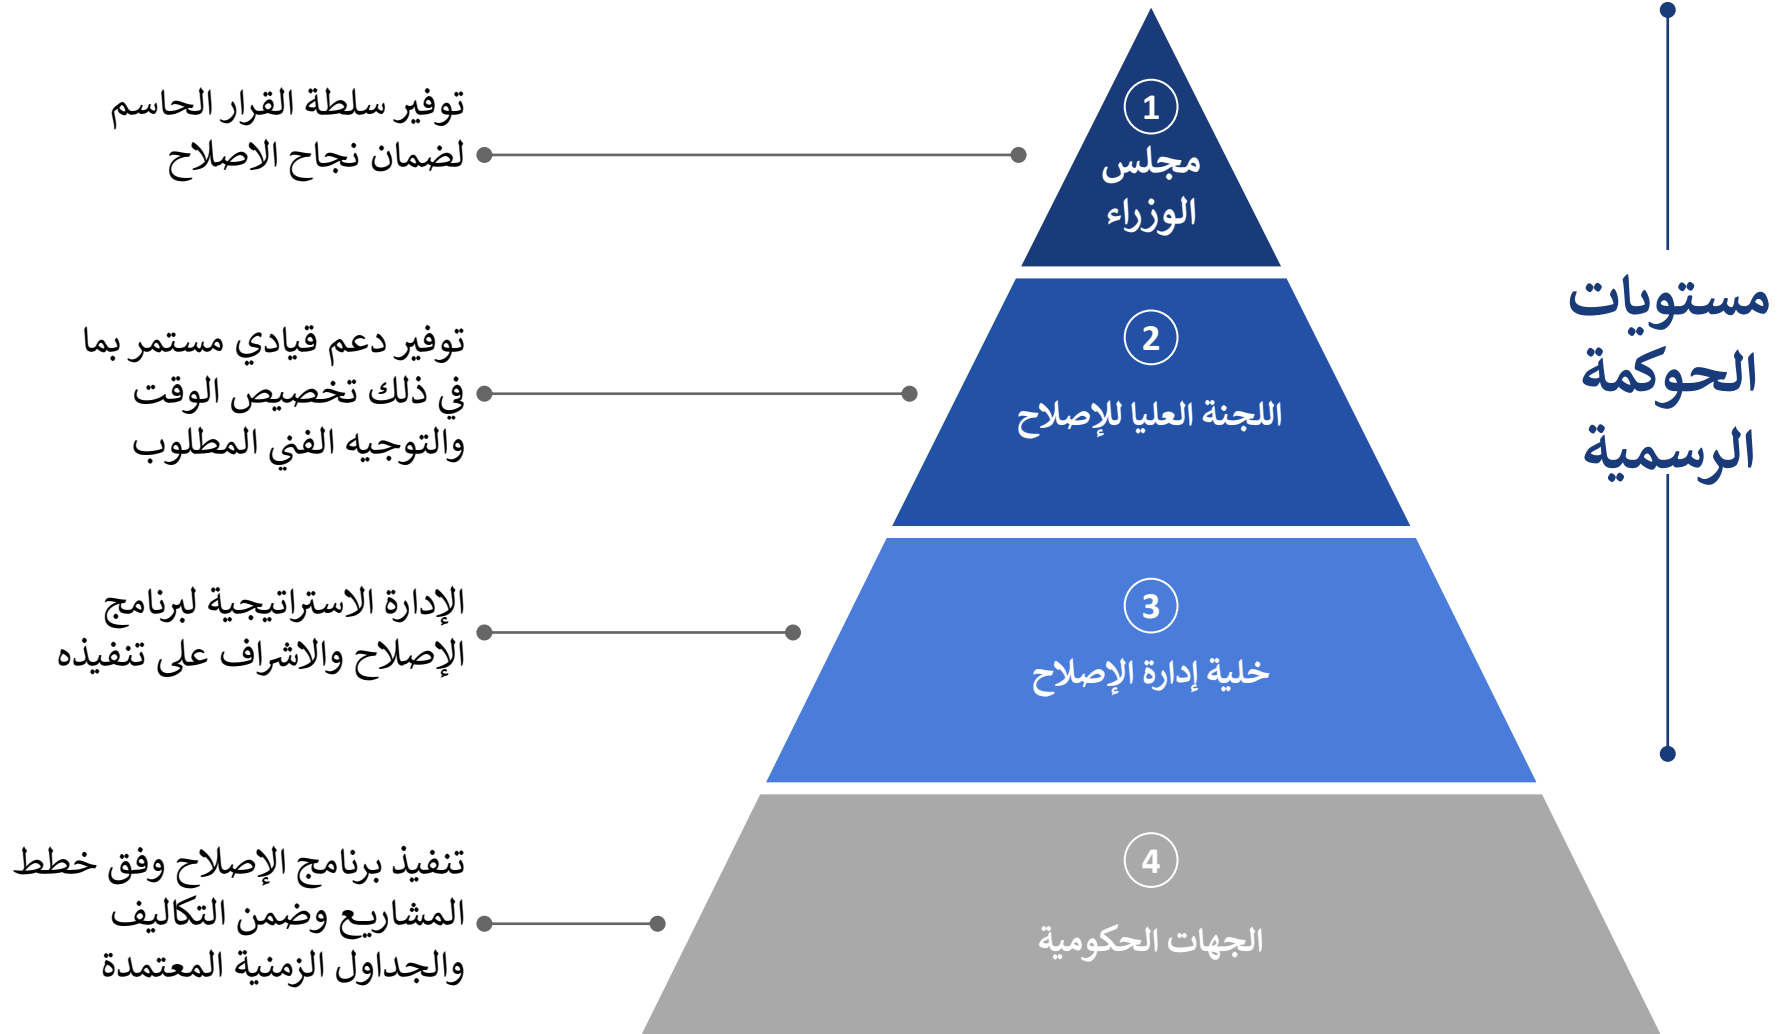 مستويات
الحوكمة
الرسمية
1
مجلس
الوزراء
توفير سلطة القرار الحاسم
لضمان نجاح الاصلاح
2
اللجنة العليا للإصلاح
توفير دعم قيادي مستمر بما
في ذلك تخصيص الوقت
والتوجيه الفني المطلوب
3
خلية إدارة الإصلاح
الإدارة الاستراتيجية لبرنامج
الإصلاح والاشراف على تنفيذه
4
الجهات الحكومية
تنفيذ برنامج الإصلاح وفق خطط
المشاريع وضمن التكاليف
والجداول الزمنية المعتمدة